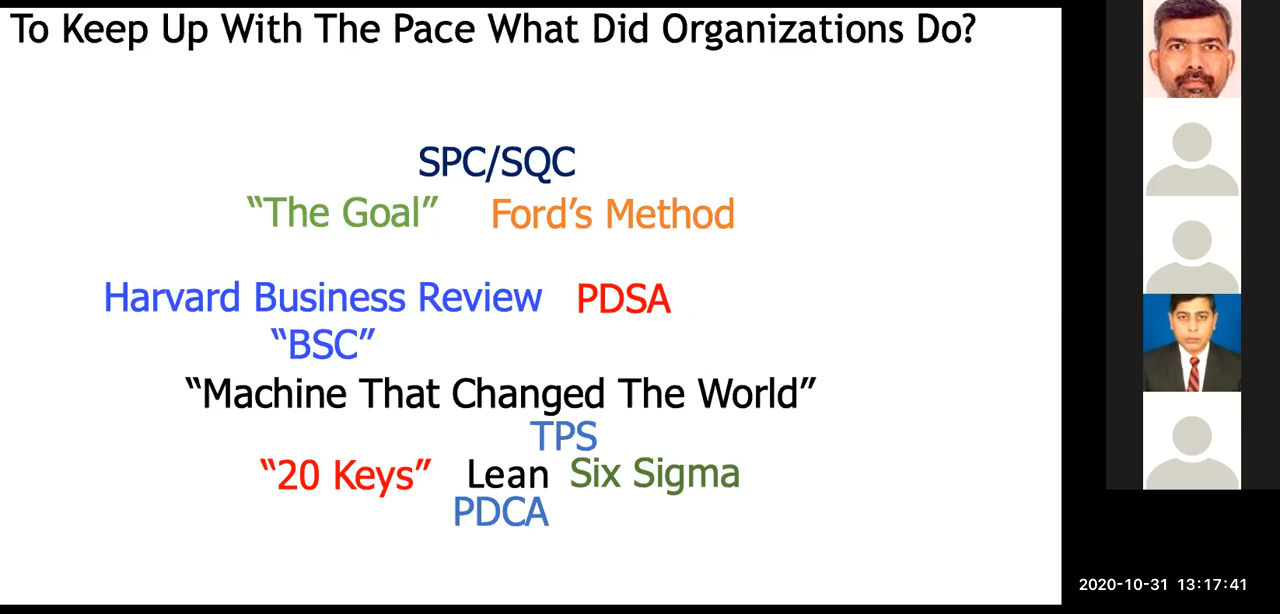 To Keep Up With The Pace What Did Organizations Do?
SPC/SQC
“The Goal” Ford’s Method
Harvard Business Review PDSA
“BSC”
“Machine That Changed The World”
TPS
“20 Keys” Lean Six Sigma
PDCA
2020-10-31 13:17:41